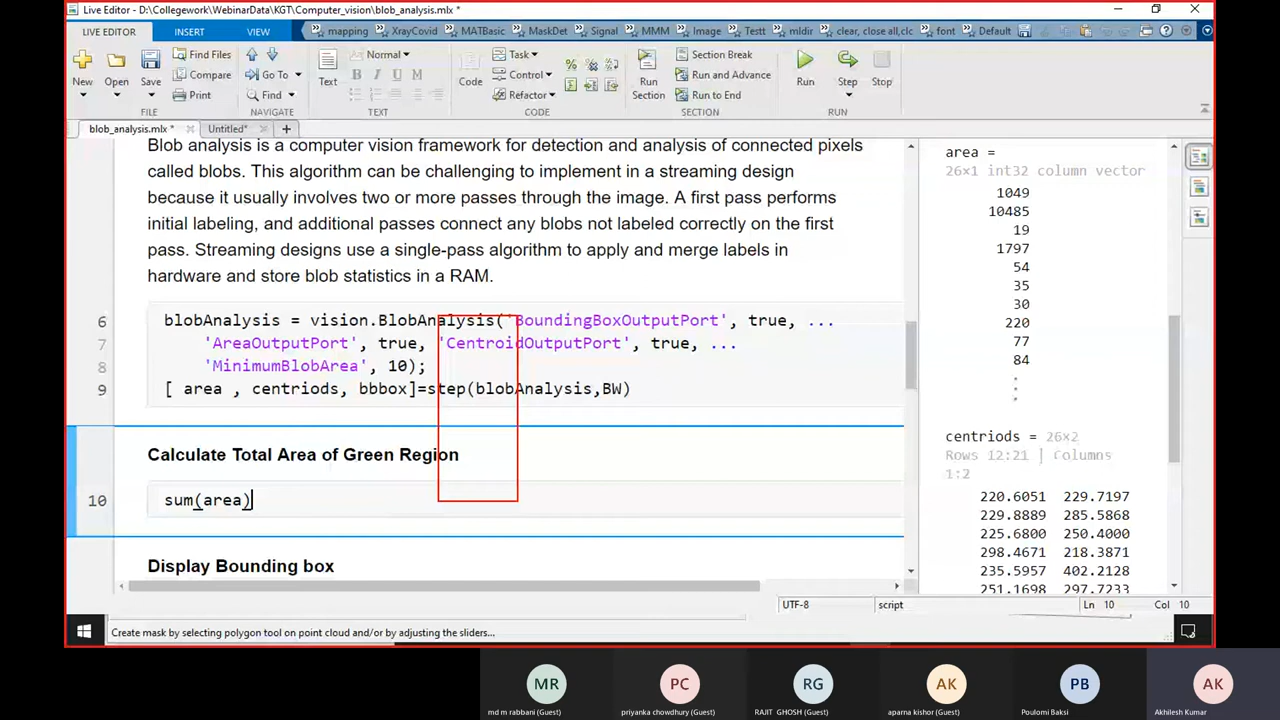 Live Editor - D:\Collegework\WebinarData\KGT\Computer_vision\blob_analysis.mlx *
LIVE EDITOR INSERT VIEW mapping XrayCovid MATBasic MaskDet Signal MMM Image Testt mldir clear, close all,clc font Default
New Open Save Find Files Compare Print
FILE
Go To Find
NAVIGATE
Text Normal B I U M
TEXT
Code Task Control Refactor
CODE
Run Section Section Break Run and Advance Run to End
SECTION
Run Step Stop
RUN
blob_analysis.mlx * Untitled* +
Blob analysis is a computer vision framework for detection and analysis of connected pixels
called blobs. This algorithm can be challenging to implement in a streaming design
because it usually involves two or more passes through the image. A first pass performs
initial labeling, and additional passes connect any blobs not labeled correctly on the first
pass. Streaming designs use a single-pass algorithm to apply and merge labels in
hardware and store blob statistics in a RAM.
6 blobAnalysis = vision.BlobAnalysis('BoundingBoxOutputPort', true, ...
7 'AreaOutputPort', true, 'CentroidOutputPort', true, ...
8 'MinimumBlobArea', 10);
9 [ area , centriods, bbbox]=step(blobAnalysis,BW)
Calculate Total Area of Green Region
10 sum(area)
Display Bounding box
area =
26×1 int32 column vector
1049
10485
19
1797
54
35
30
220
77
84
centriods = 26×2
Rows 12:21 | Columns
1:2
220.6051 229.7197
229.8889 285.5868
225.6800 250.4000
298.4671 218.3871
235.5957 402.2128
251.1698 297.7233
UTF-8 script Ln 10 Col 10
Create mask by selecting polygon tool on point cloud and/or by adjusting the sliders...
MR PC RG AK PB AK
md m rabbani (Guest) priyanka chowdhury (Guest) RAJIT GHOSH (Guest) aparna kishor (Guest) Poulomi Baksi Akhilesh Kumar